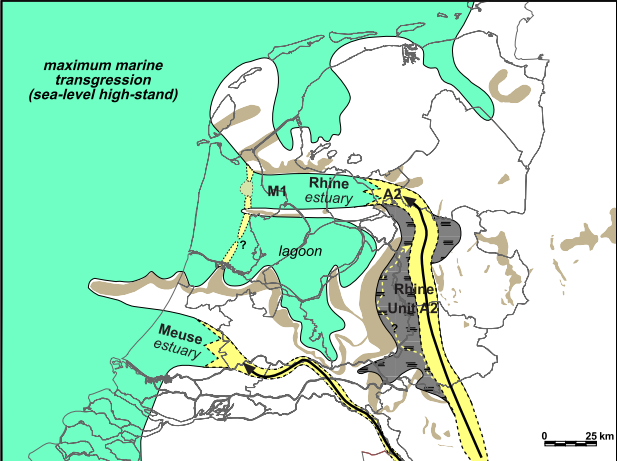 maximum marine
transgression
(sea-level high-stand)
M1
Rhine
estuary
A2
?
lagoon
Rhine
Unit A2
?
Meuse
estuary
0 25 km